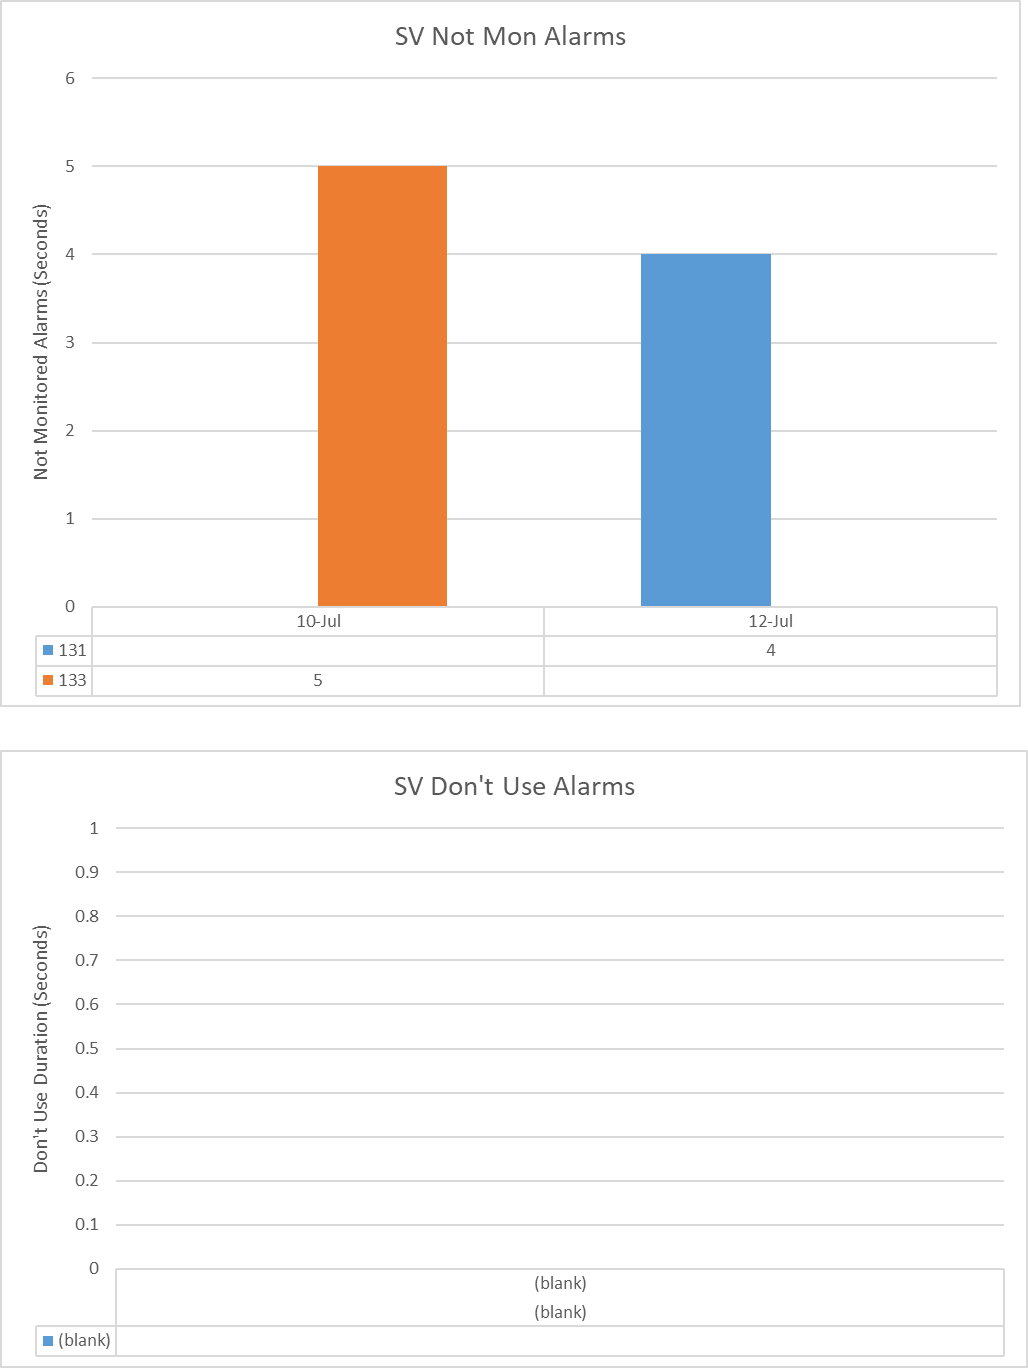 SV Not Mon Alarms
Not Monitored Alarms (Seconds)
6
5
4
3
2
1
0
10-Jul 12-Jul
131 4
133 5
SV Don't Use Alarms
Don't Use Duration (Seconds)
1
0.9
0.8
0.7
0.6
0.5
0.4
0.3
0.2
0.1
0
(blank)
(blank)
(blank)